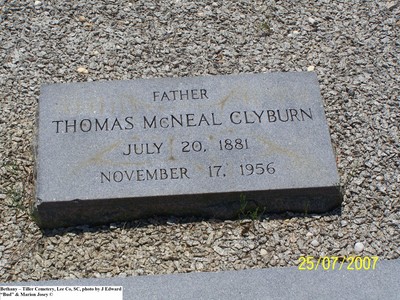 FATHER
THOMAS McNEAL CLYBURN
JULY 20, 1881
NOVEMBER 17, 1956
25/07/2007
Bethany - Tiller Cemetery, Lee Co, SC, photo by J Edward
"Bud" & Marion Josey ©